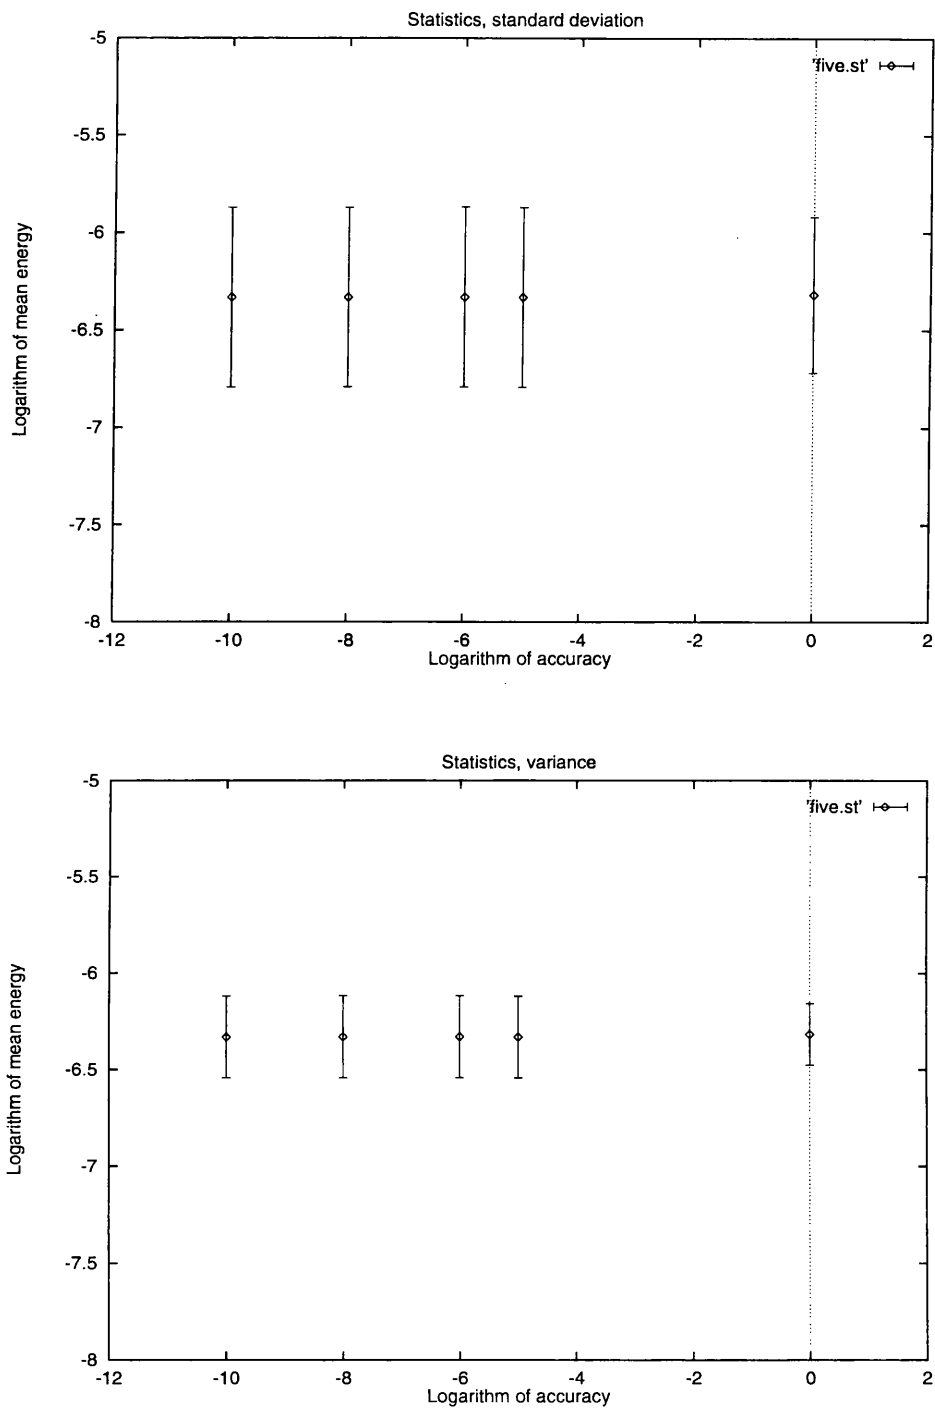 Statistics, standard deviation
-5
'five.st'
-5.5
-6
Logarithm of mean energy
-6.5
-7
-7.5
-8
-12 -10 -8 -6 -4 -2 0 2
Logarithm of accuracy
Statistics, variance
-5
'five.st'
-5.5
-6
Logarithm of mean energy
-6.5
-7
-7.5
-8
-12 -10 -8 -6 -4 -2 0 2
Logarithm of accuracy